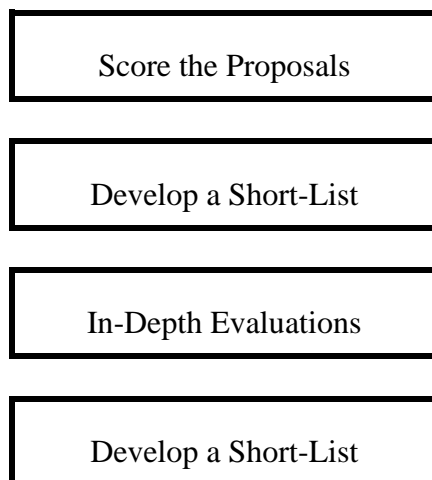 Score the Proposals
Develop a Short-List
In-Depth Evaluations
Develop a Short-List